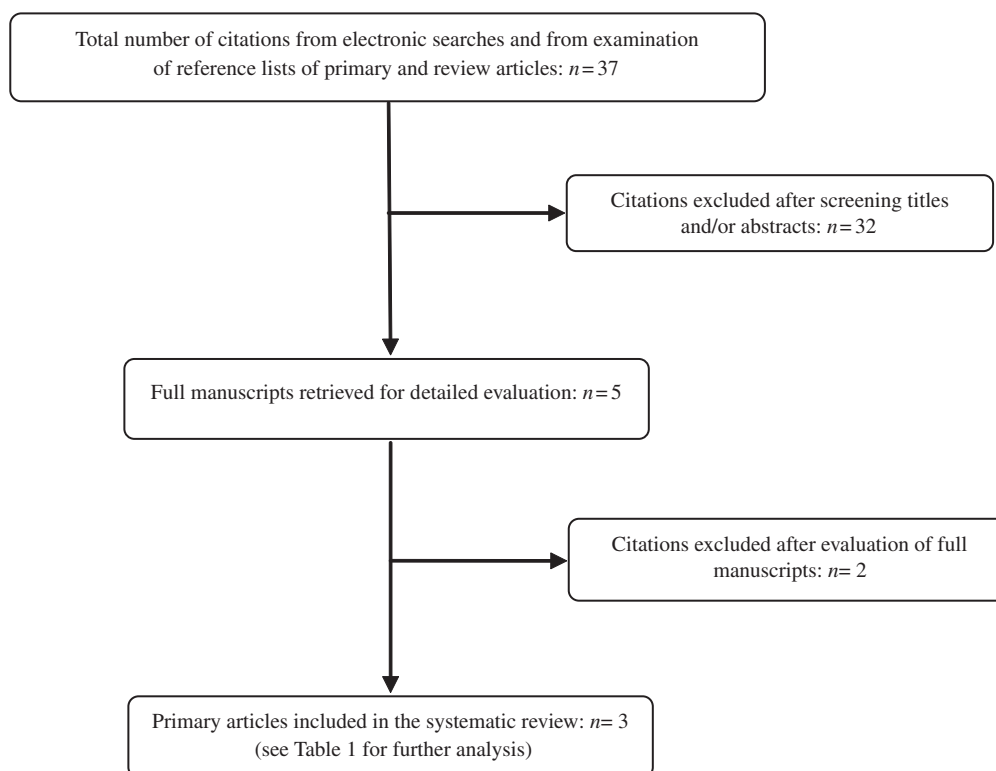 Total number of citations from electronic searches and from examination
of reference lists of primary and review articles: n=37
Citations excluded after screening titles
and/or abstracts: n=32
Full manuscripts retrieved for detailed evaluation: n=5
Citations excluded after evaluation of full
manuscripts: n= 2
Primary articles included in the systematic review: n= 3
(see Table 1 for further analysis)